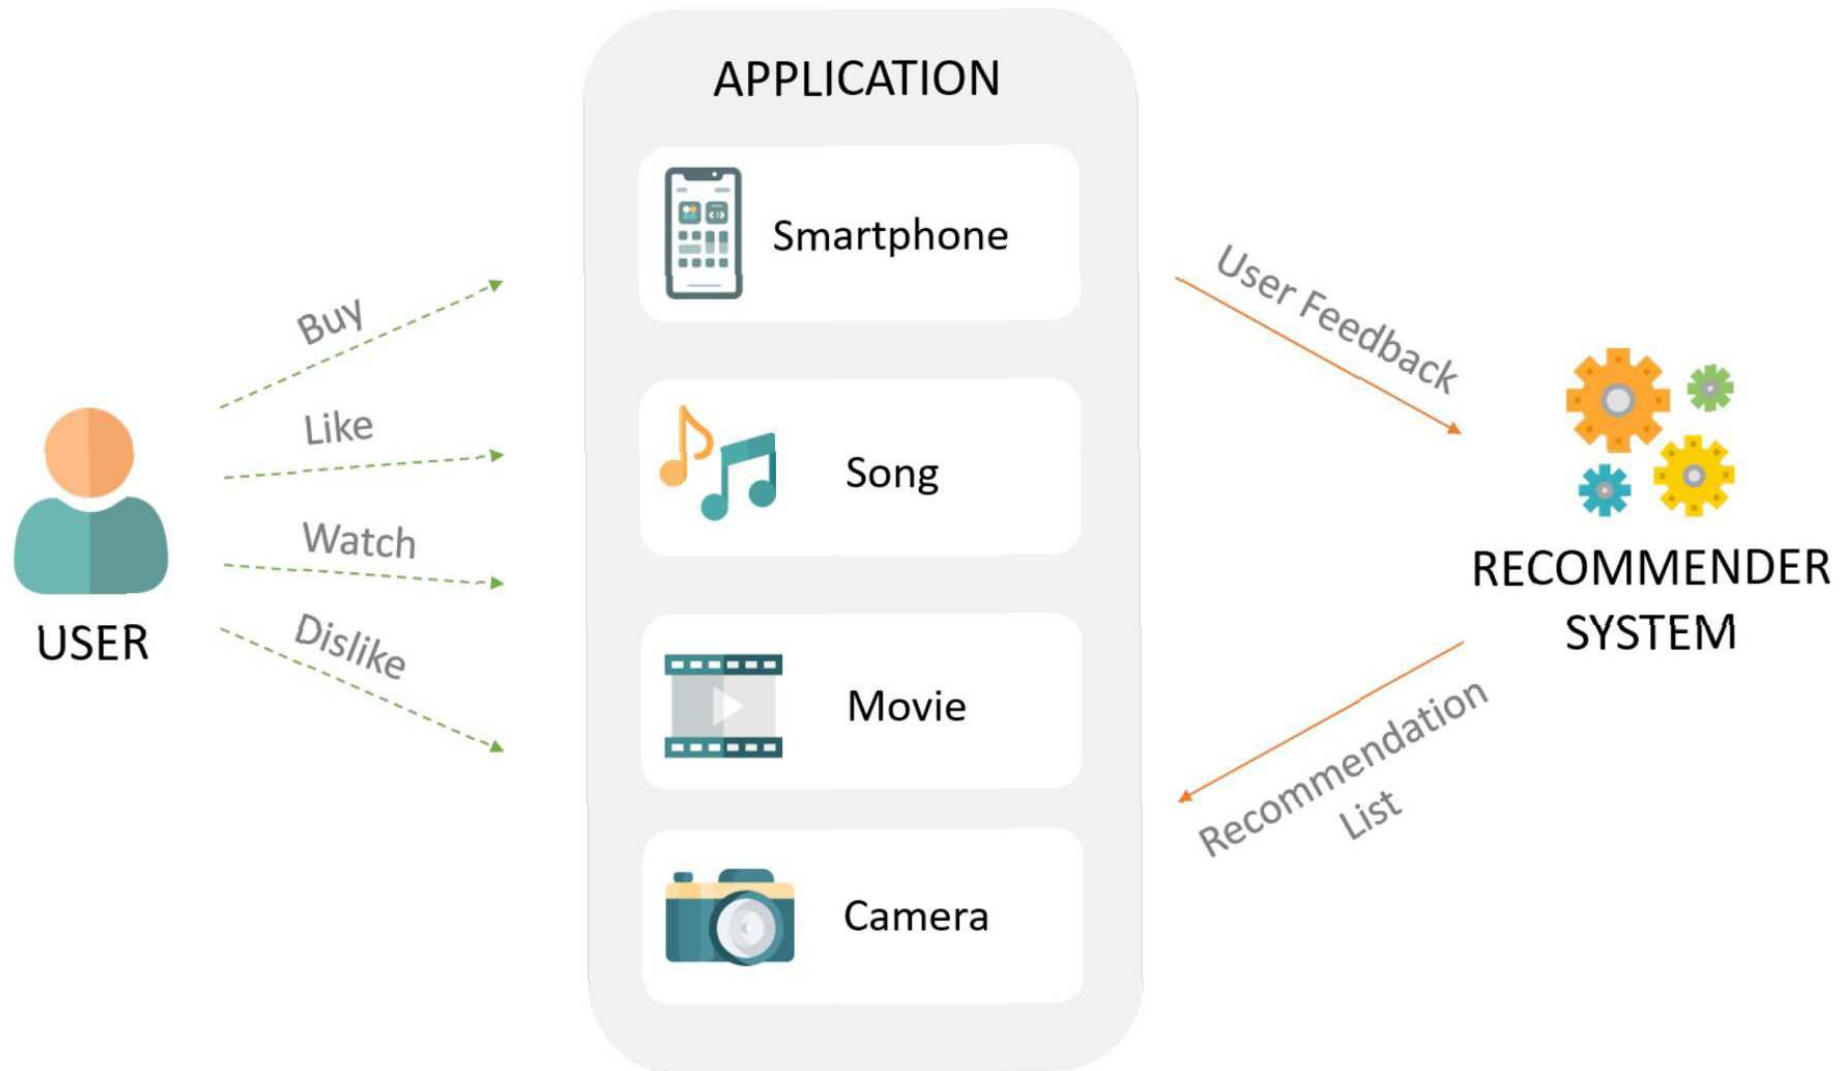 APPLICATION
Smartphone
Buy
User Feedback
Like
Song
Watch
RECOMMENDER
SYSTEM
USER
Dislike
Movie
Recommendation
List
Camera